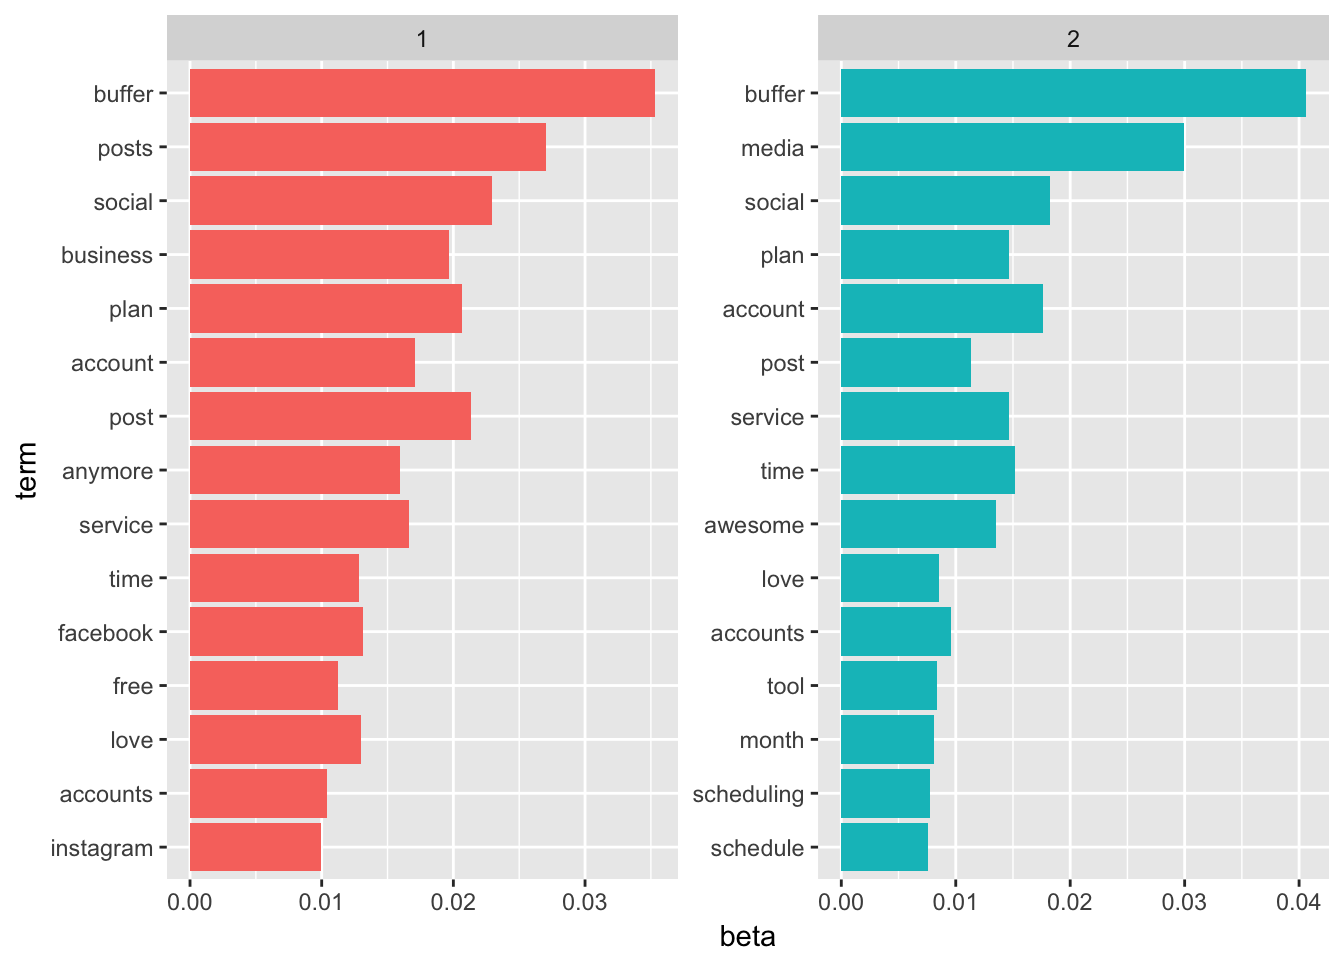 1
buffer
posts
social
business
plan
account
post
anymore
service
time
facebook
free
love
accounts
instagram
0.00 0.01 0.02 0.03
2
buffer
media
social
plan
account
post
service
time
awesome
love
accounts
tool
month
scheduling
schedule
0.00 0.01 0.02 0.03 0.04
term
beta